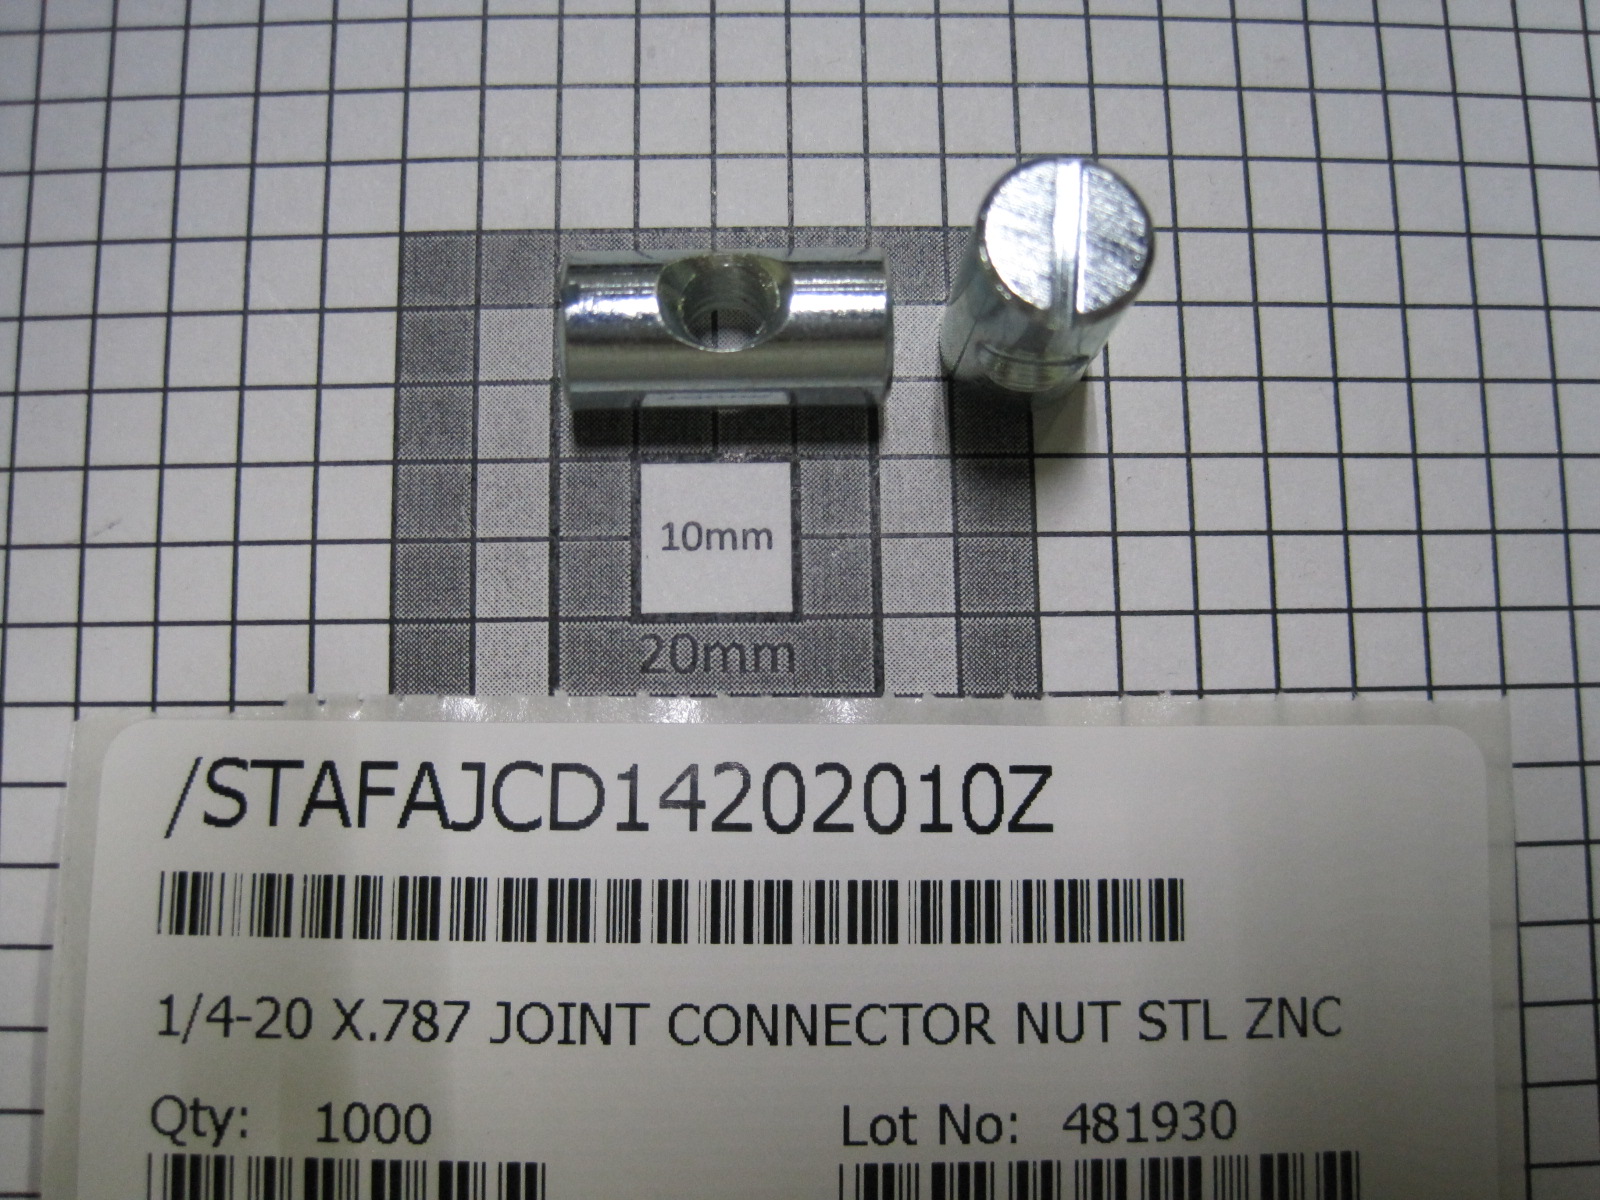 10mm
20mm
/STAFAJCD14202010Z
1/4-20 X.787 JOINT CONNECTOR NUT STL ZNC
Qty: 1000 Lot No: 481930